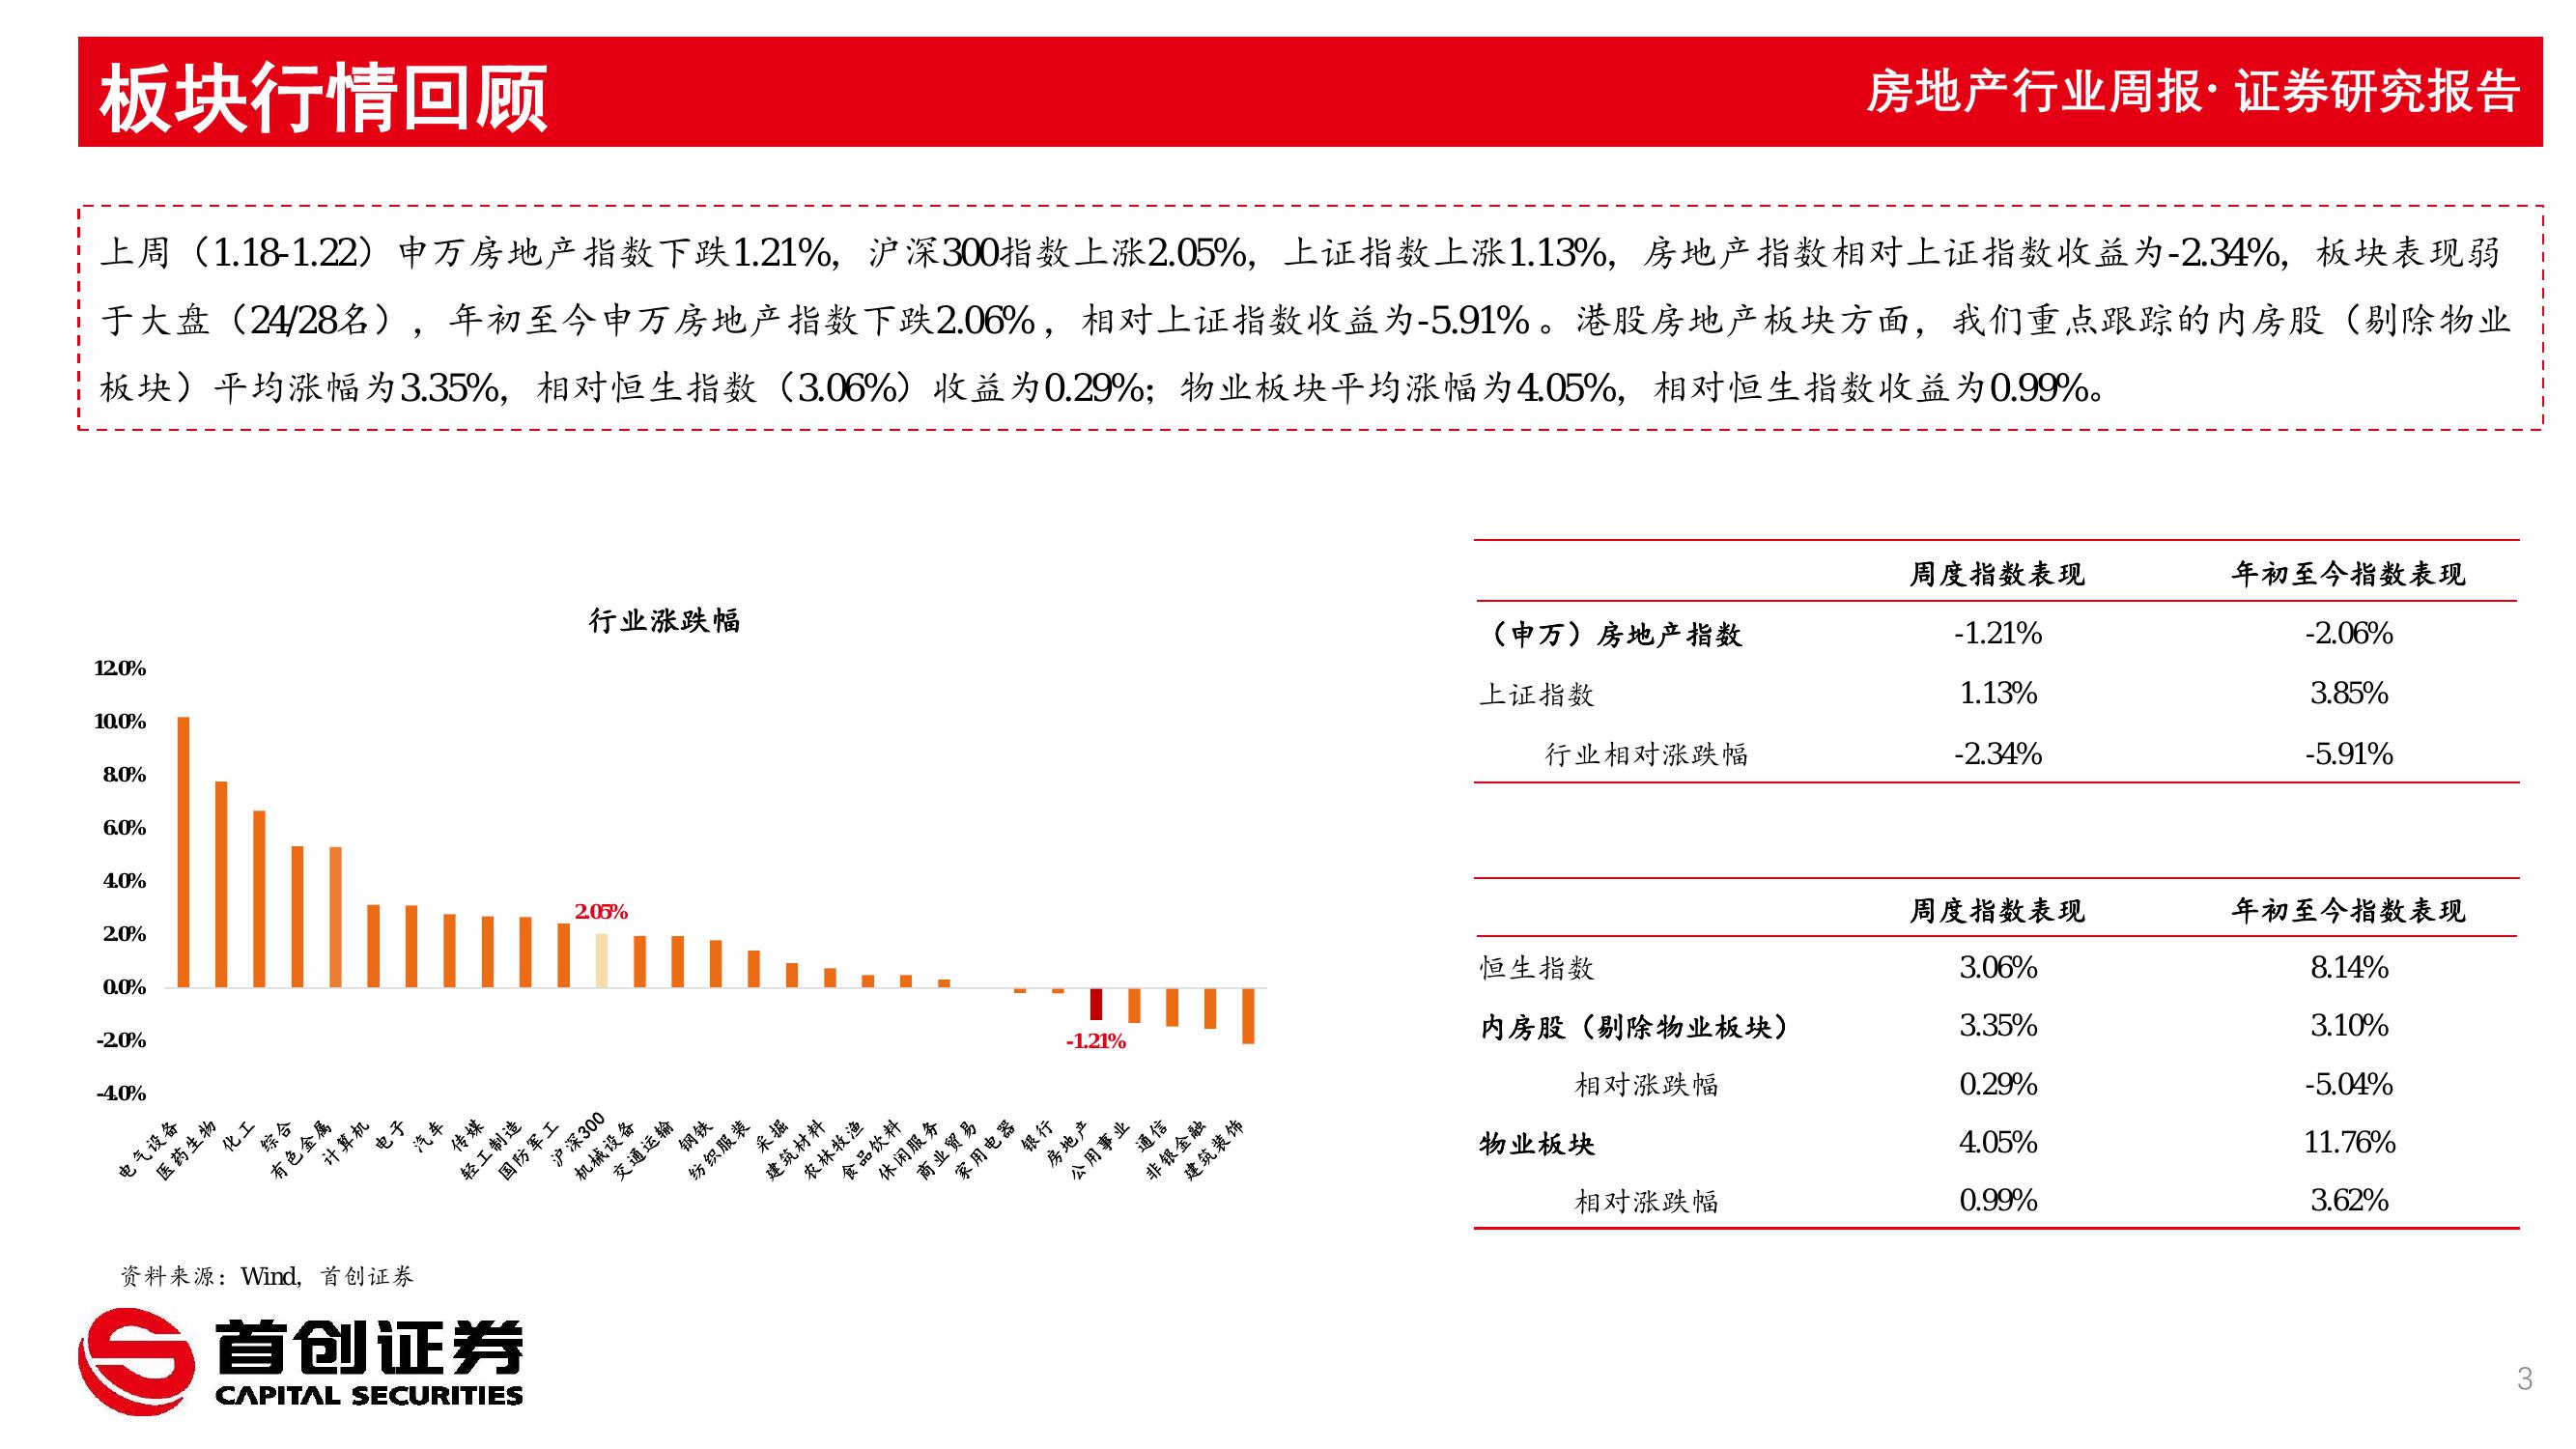 板块行情回顾
房地产行业周报· 证券研究报告
上周（1.18-1.22）申万房地产指数下跌1.21%，沪深300指数上涨2.05%，上证指数上涨1.13%，房地产指数相对上证指数收益为-2.34%，板块表现弱
于大盘（24/28名），年初至今申万房地产指数下跌2.06%，相对上证指数收益为-5.91%。港股房地产板块方面，我们重点跟踪的内房股（剔除物业
板块）平均涨幅为3.35%，相对恒生指数（3.06%）收益为0.29%；物业板块平均涨幅为4.05%，相对恒生指数收益为0.99%。
行业涨跌幅
12.0%
10.0%
8.0%
6.0%
4.0%
2.0%
0.0%
-2.0%
-4.0%
2.05%
-1.21%
电气设备
医药生物
化工
综合
有色金属
计算机
电子
汽车
传媒
轻工制造
国防军工
沪深300
机械设备
交通运输
钢铁
纺织服装
采掘
建筑材料
农林牧渔
食品饮料
休闲服务
商业贸易
家用电器
银行
房地产
公用事业
通信
非银金融
建筑装饰
周度指数表现 年初至今指数表现
（申万）房地产指数 -1.21% -2.06%
上证指数 1.13% 3.85%
行业相对涨跌幅 -2.34% -5.91%
周度指数表现 年初至今指数表现
恒生指数 3.06% 8.14%
内房股（剔除物业板块） 3.35% 3.10%
相对涨跌幅 0.29% -5.04%
物业板块 4.05% 11.76%
相对涨跌幅 0.99% 3.62%
资料来源：Wind，首创证券
首创证券
CAPITAL SECURITIES
3